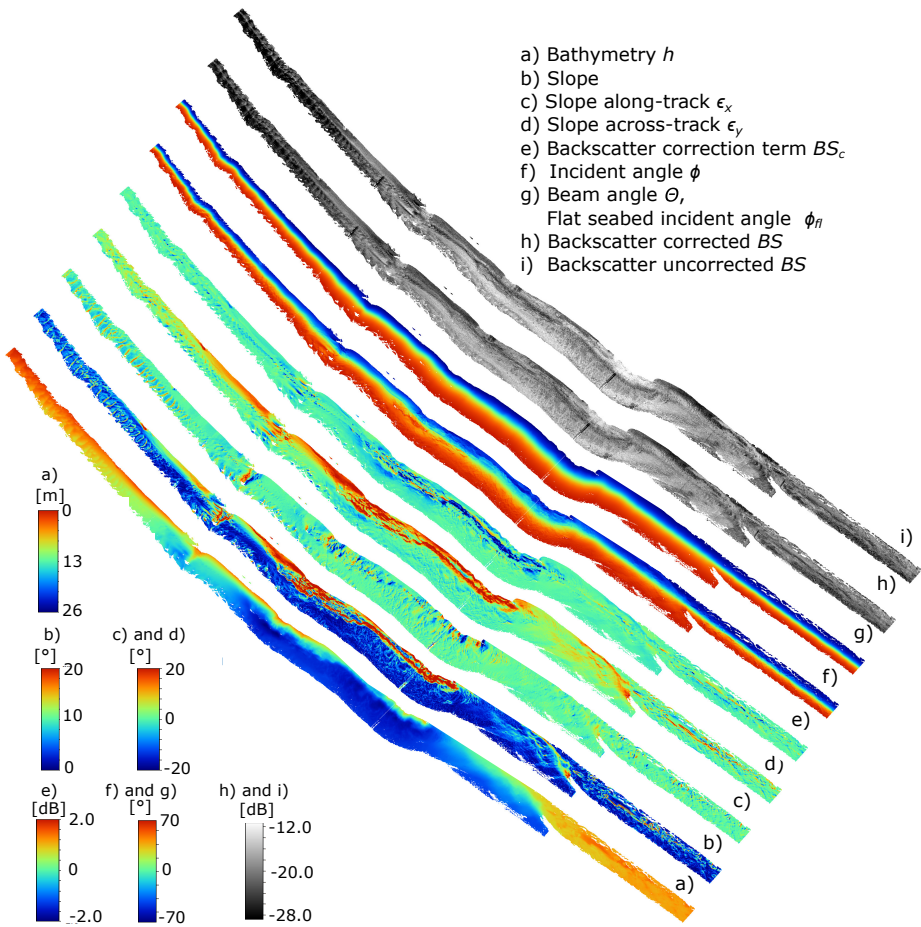 a) Bathymetry h
b) Slope
c) Slope along-track ϵx
d) Slope across-track ϵy
e) Backscatter correction term BSc
f) Incident angle ϕ
g) Beam angle Θ,
Flat seabed incident angle ϕfl
h) Backscatter corrected BS
i) Backscatter uncorrected BS
i)
h)
g)
f)
e)
d)
c)
b)
a)
a)
[m]
0
13
26
b)
[°]
20
10
0
c) and d)
[°]
20
0
-20
e)
[dB]
2.0
0
-2.0
f) and g)
[°]
70
0
-70
h) and i)
[dB]
-12.0
-20.0
-28.0